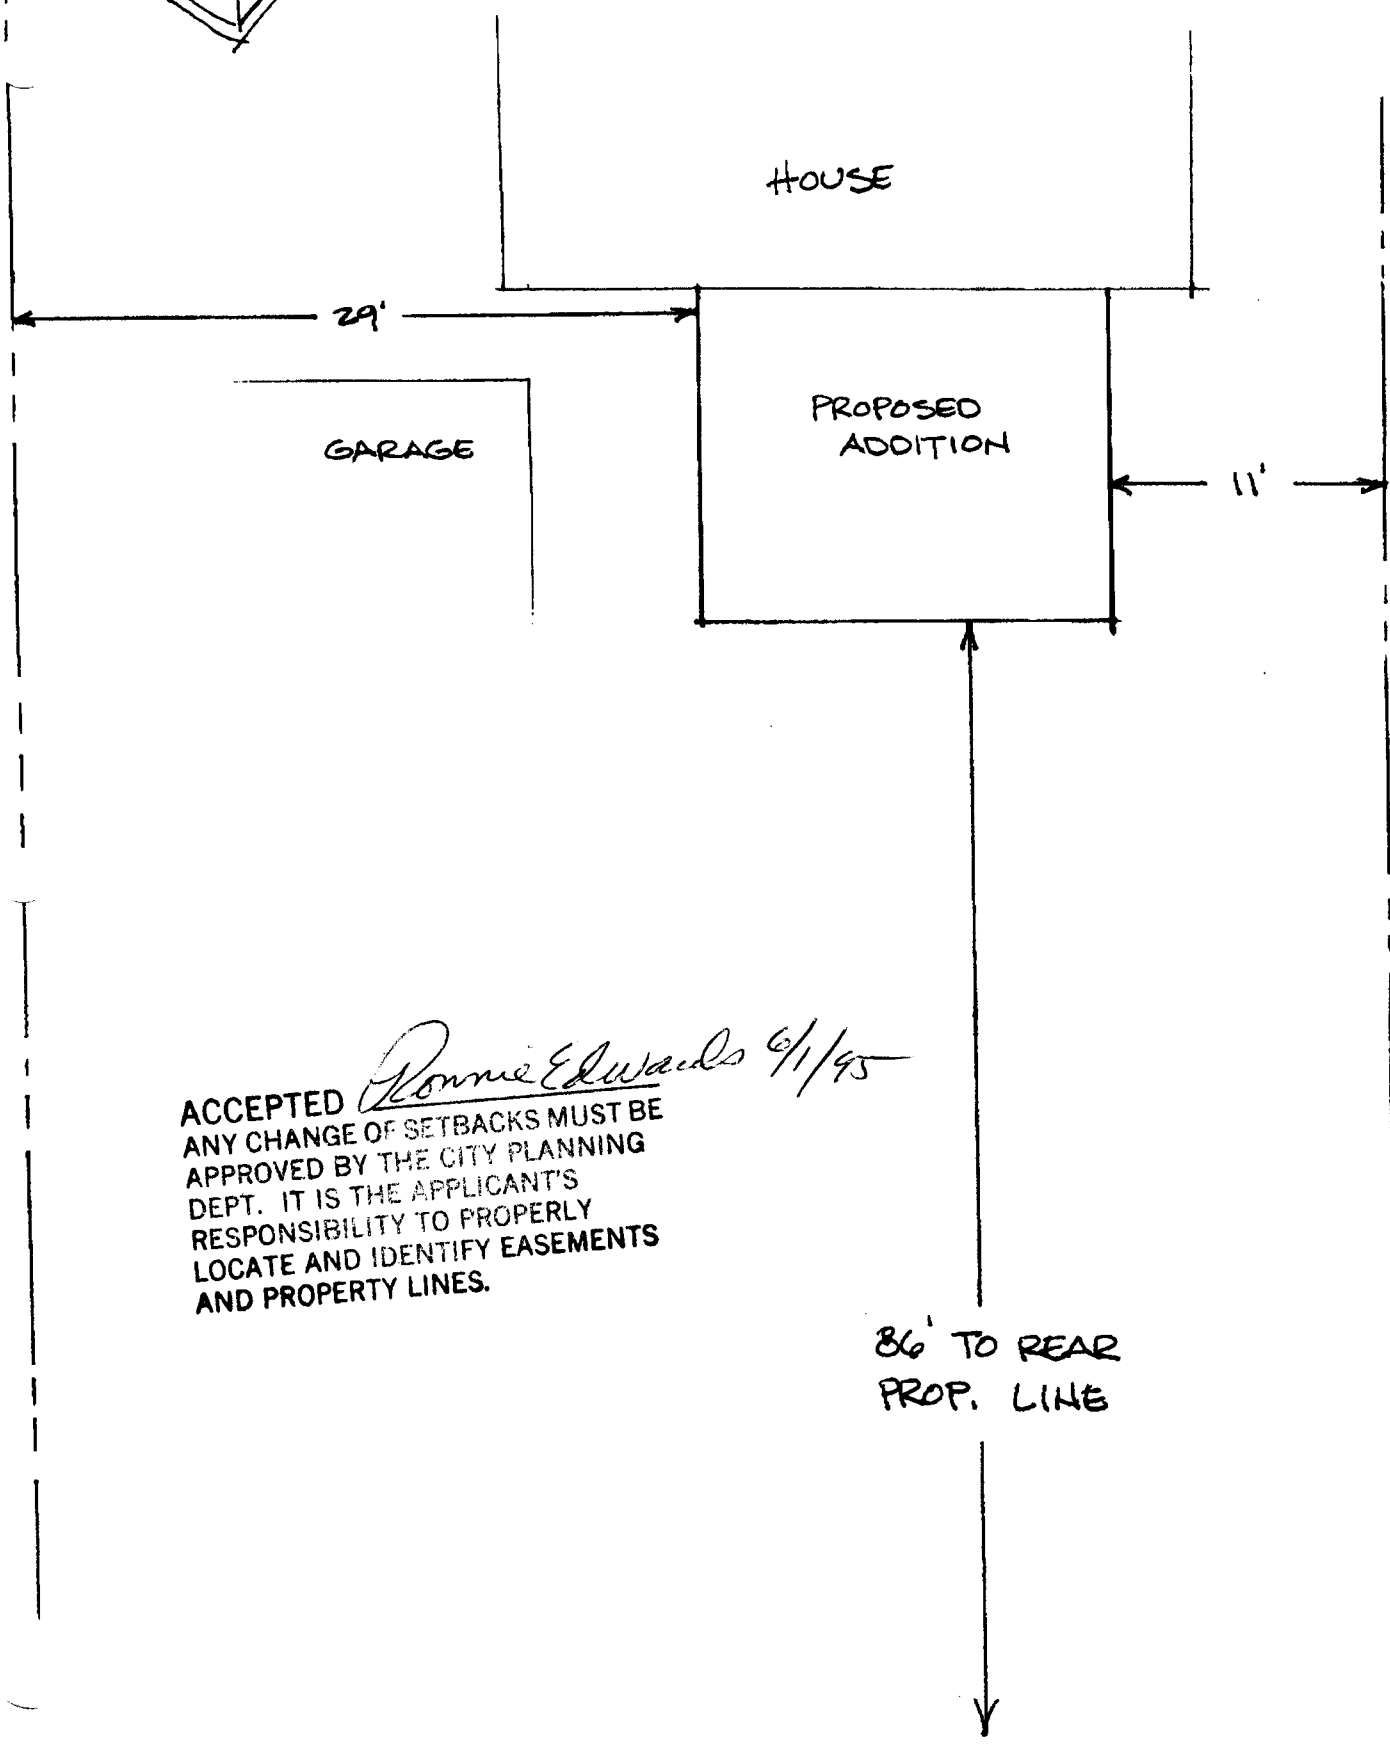 HOUSE
29'
PROPOSED
ADDITION
GARAGE
11'
ACCEPTED Ronnie Edwards 6/1/95
ANY CHANGE OF SETBACKS MUST BE
APPROVED BY THE CITY PLANNING
DEPT. IT IS THE APPLICANT'S
RESPONSIBILITY TO PROPERLY
LOCATE AND IDENTIFY EASEMENTS
AND PROPERTY LINES.
86' TO REAR
PROP. LINE